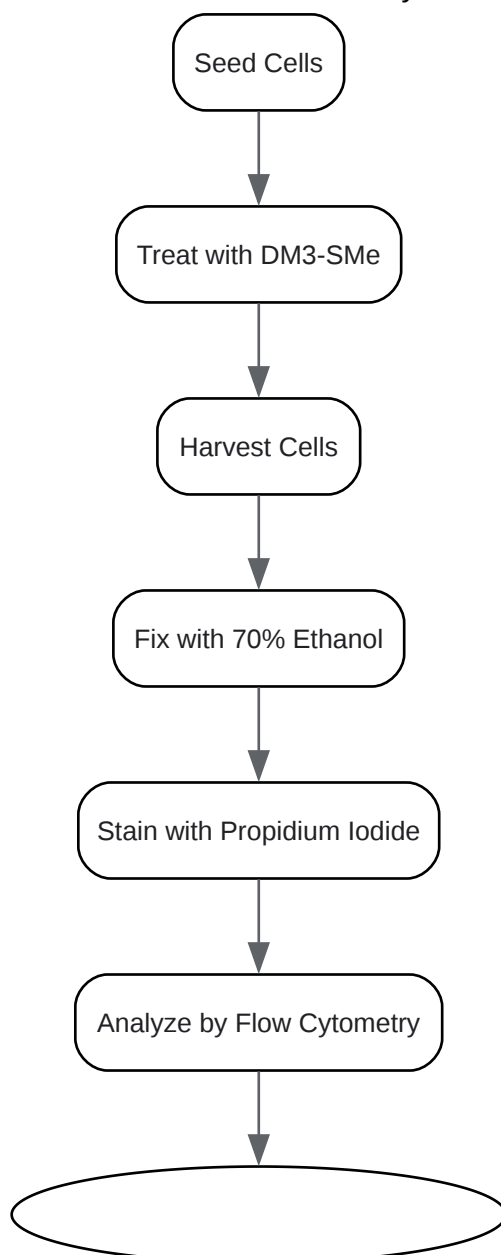 Seed Cells
Treat with DM3-SMe
Harvest Cells
Fix with 70% Ethanol
Stain with Propidium Iodide
Analyze by Flow Cytometry